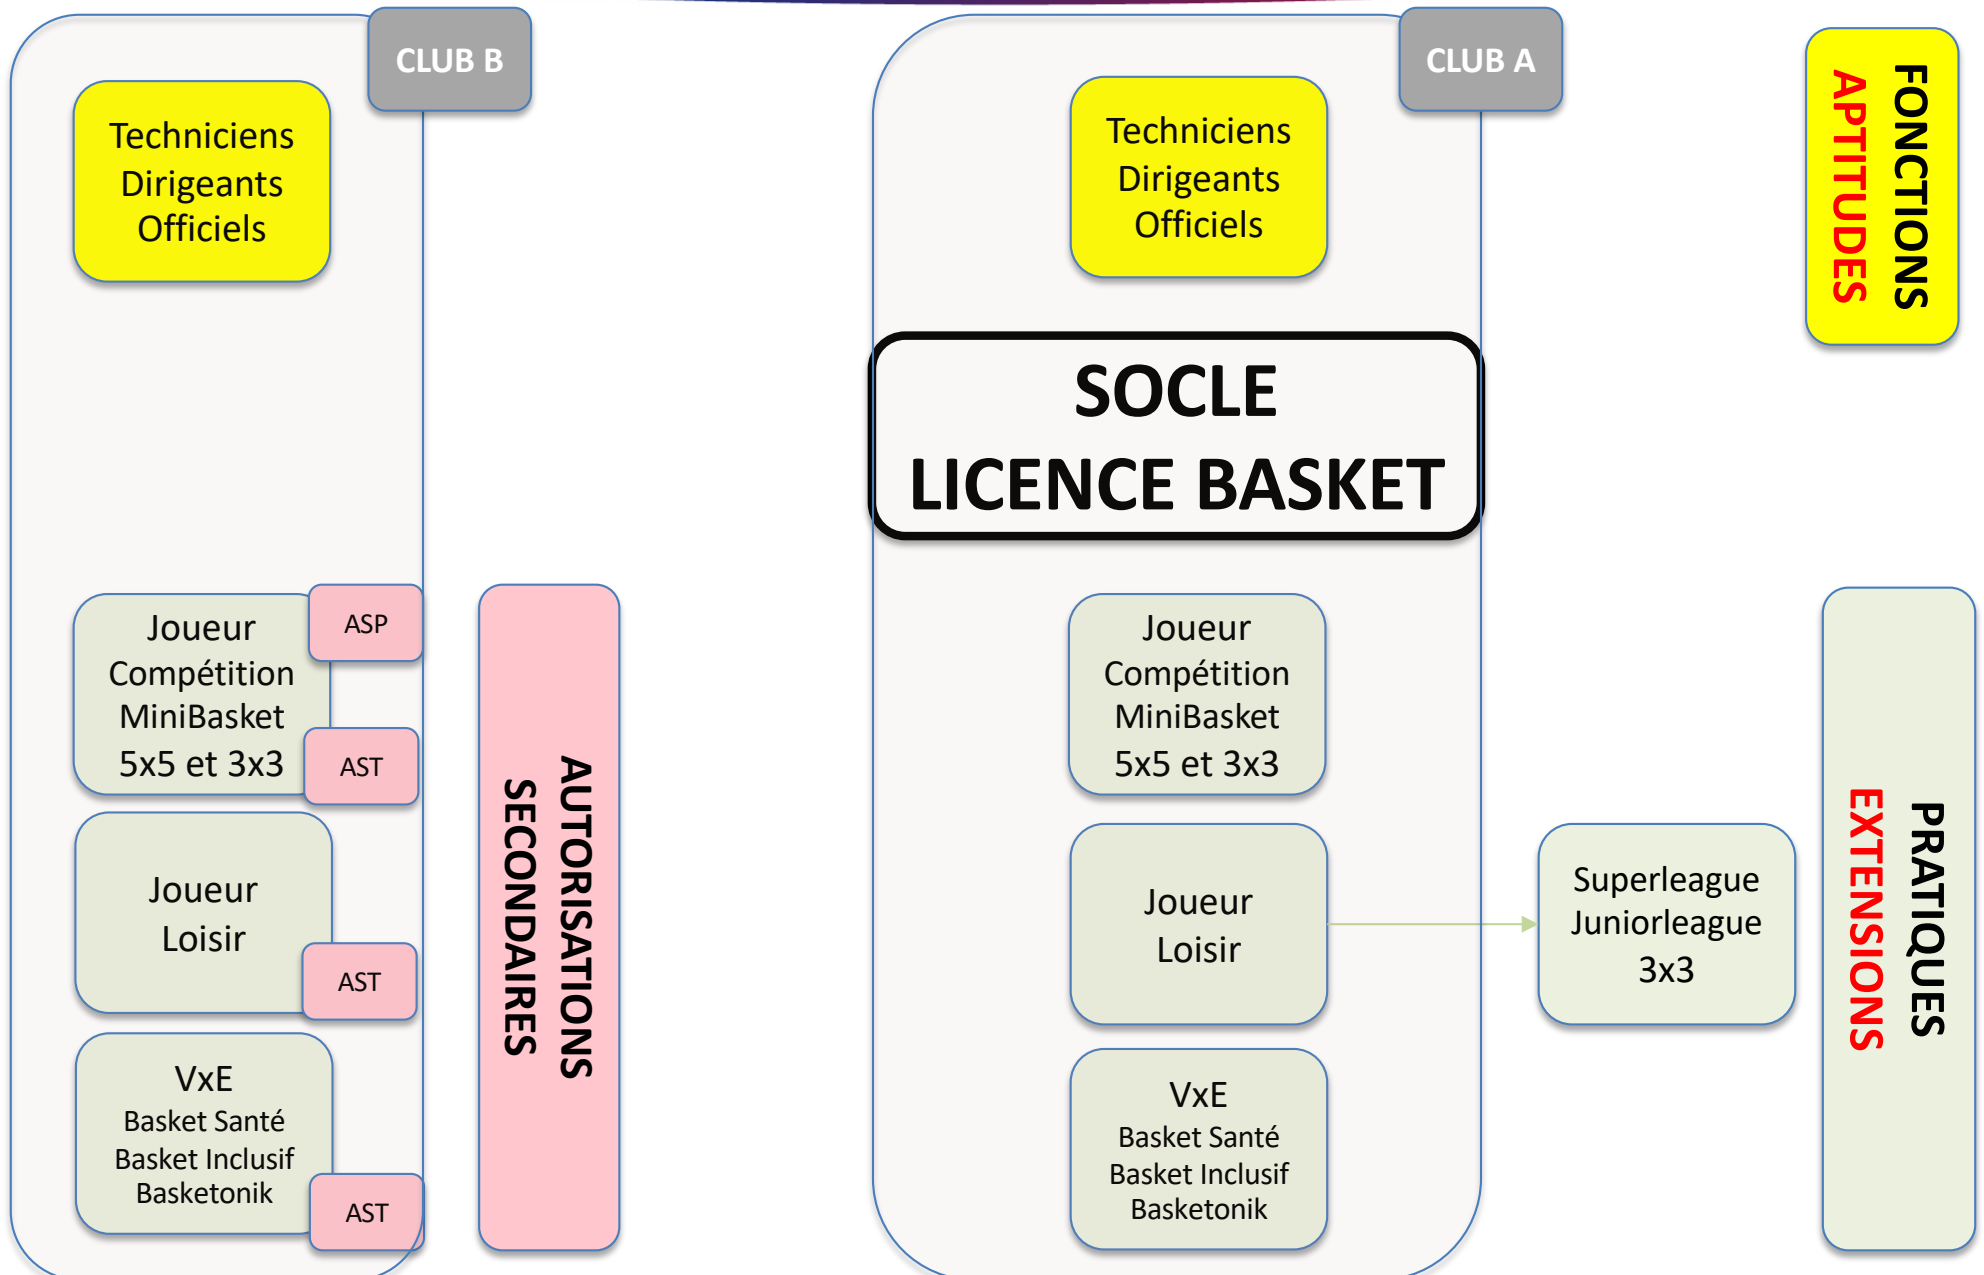 CLUB B
Techniciens
Dirigeants
Officiels
Joueur
Compétition
MiniBasket
5x5 et 3x3
ASP
AST
Joueur
Loisir
AST
VxE
Basket Santé
Basket Inclusif
Basketonik
AST
AUTORISATIONS
SECONDAIRES
CLUB A
Techniciens
Dirigeants
Officiels
SOCLE
LICENCE BASKET
Joueur
Compétition
MiniBasket
5x5 et 3x3
Joueur
Loisir
VxE
Basket Santé
Basket Inclusif
Basketonik
Superleague
Juniorleague
3x3
FONCTIONS
APTITUDES
PRATIQUES
EXTENSIONS